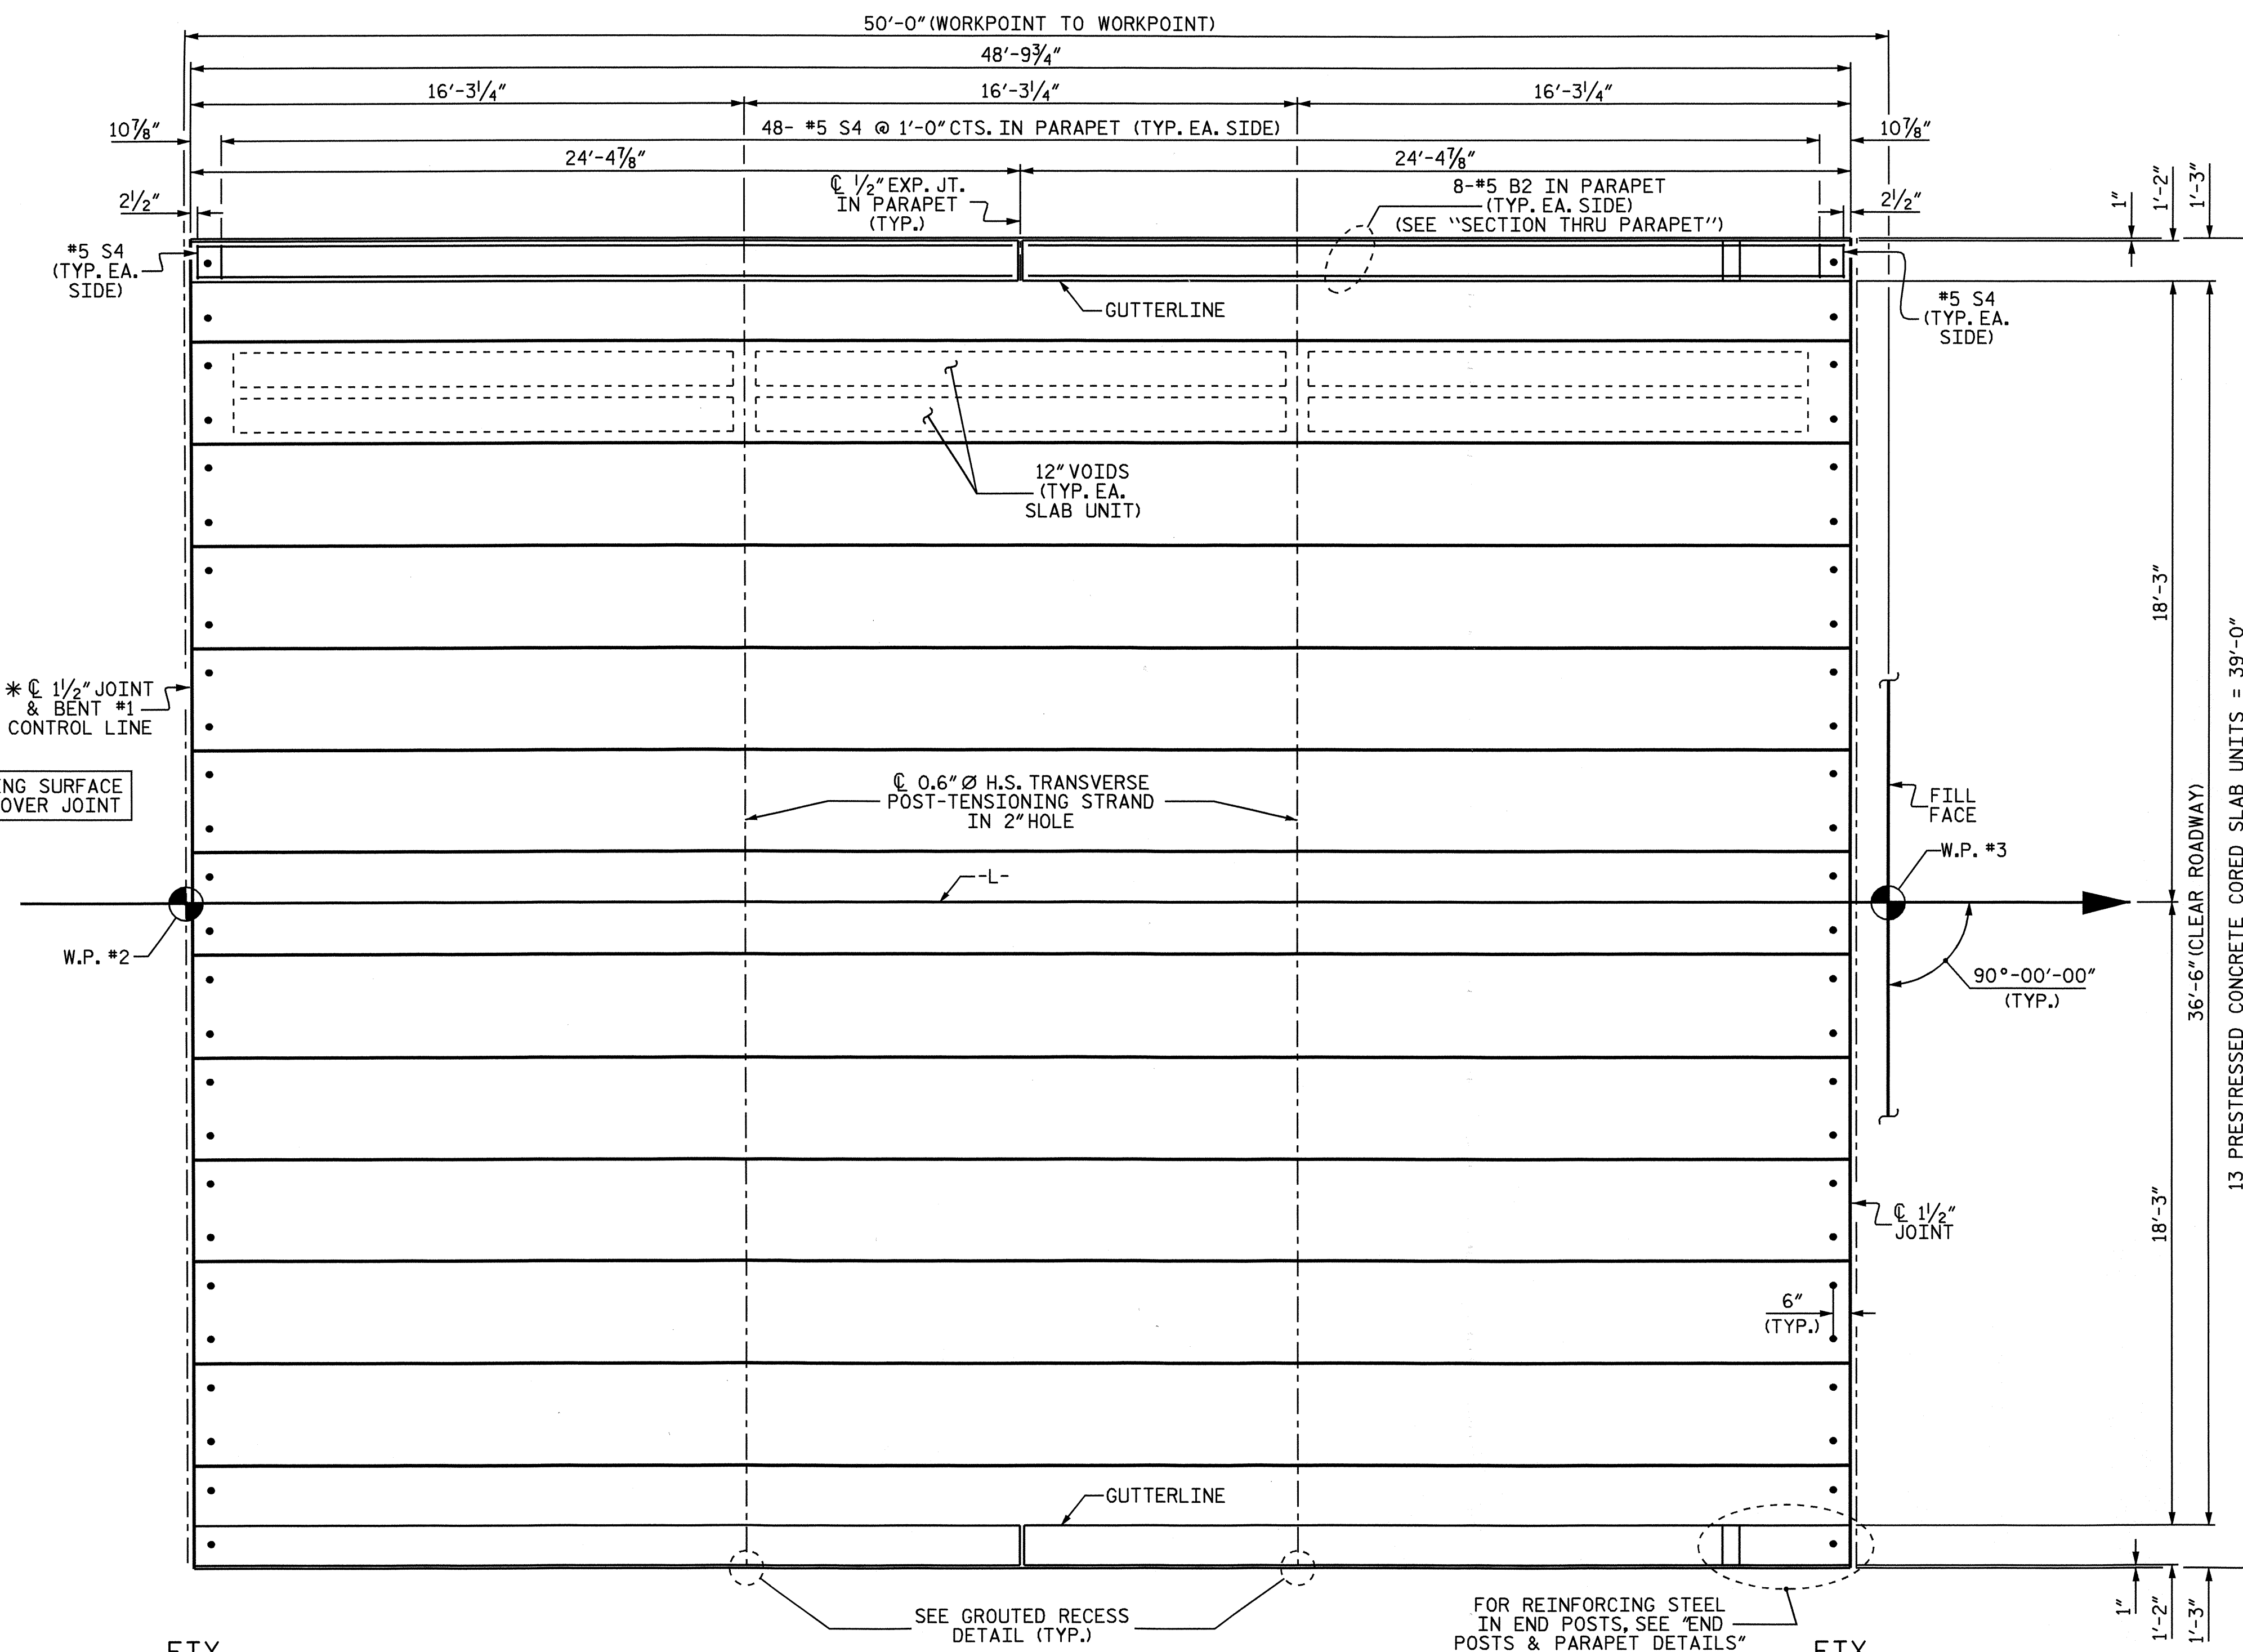 50'-0" (WORKPOINT TO WORKPOINT)
48'-9¾"
16'-3¼"
16'-3¼"
16'-3¼"
10⅞"
48- #5 S4 @ 1'-0" CTS. IN PARAPET (TYP. EA. SIDE)
10⅞"
24'-4⅞"
24'-4⅞"
2½"
℄ ½" EXP. JT.
IN PARAPET
(TYP.)
8-#5 B2 IN PARAPET
(TYP. EA. SIDE)
(SEE "SECTION THRU PARAPET")
2½"
1"
1'-2"
1'-3"
#5 S4
(TYP. EA.
SIDE)
GUTTERLINE
#5 S4
(TYP. EA.
SIDE)
12" VOIDS
(TYP. EA.
SLAB UNIT)
18'-3"
* ℄ 1½" JOINT
& BENT #1
CONTROL LINE
ING SURFACE
OVER JOINT
℄ 0.6" Ø H.S. TRANSVERSE
POST-TENSIONING STRAND
IN 2" HOLE
FILL
FACE
W.P. #3
-L-
W.P. #2
90°-00'-00"
(TYP.)
36'-6" (CLEAR ROADWAY)
13 PRESTRESSED CONCRETE CORED SLAB UNITS = 39'-0"
18'-3"
℄ 1½"
JOINT
6"
(TYP.)
GUTTERLINE
SEE GROUTED RECESS
DETAIL (TYP.)
FOR REINFORCING STEEL
IN END POSTS, SEE "END
POSTS & PARAPET DETAILS"
1"
1'-2"
1'-3"